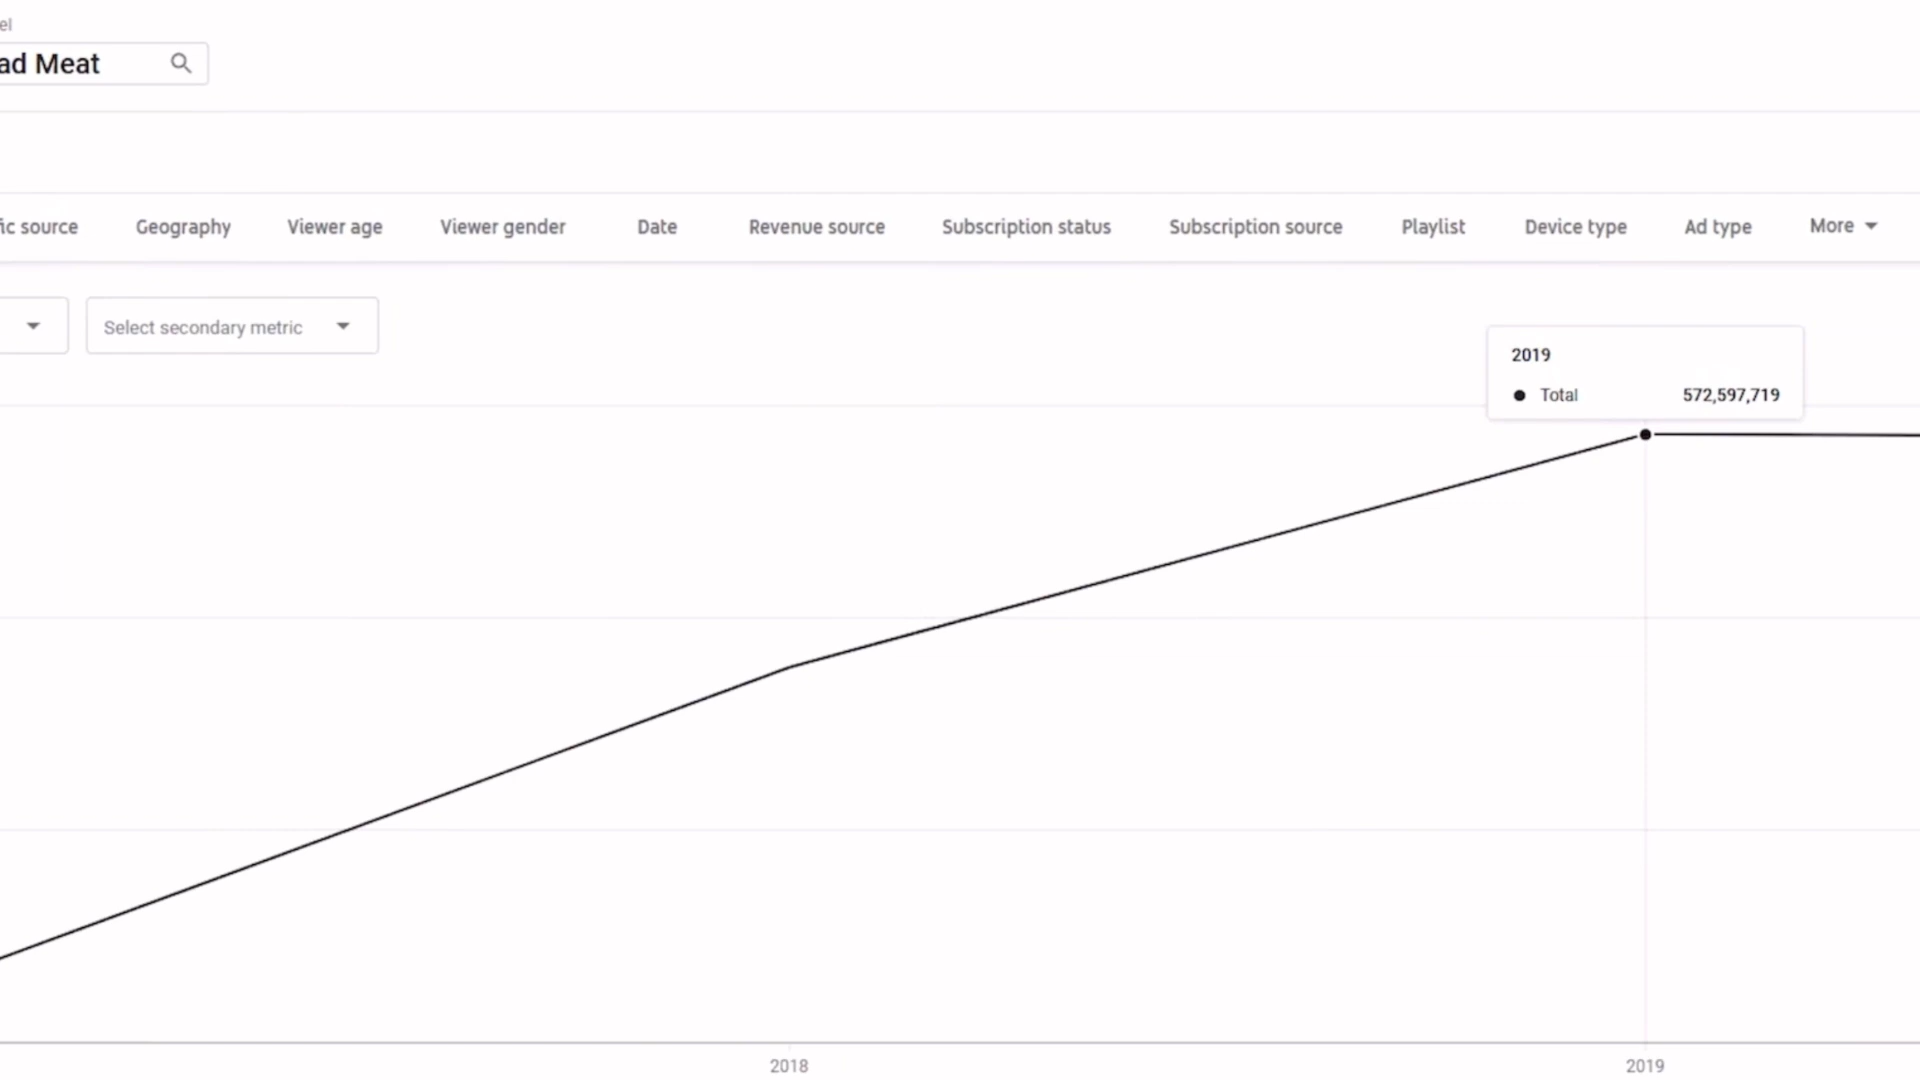 el
ad Meat
ic source Geography Viewer age Viewer gender Date Revenue source Subscription status Subscription source Playlist Device type Ad type More
Select secondary metric
2019
Total 572,597,719
2018 2019